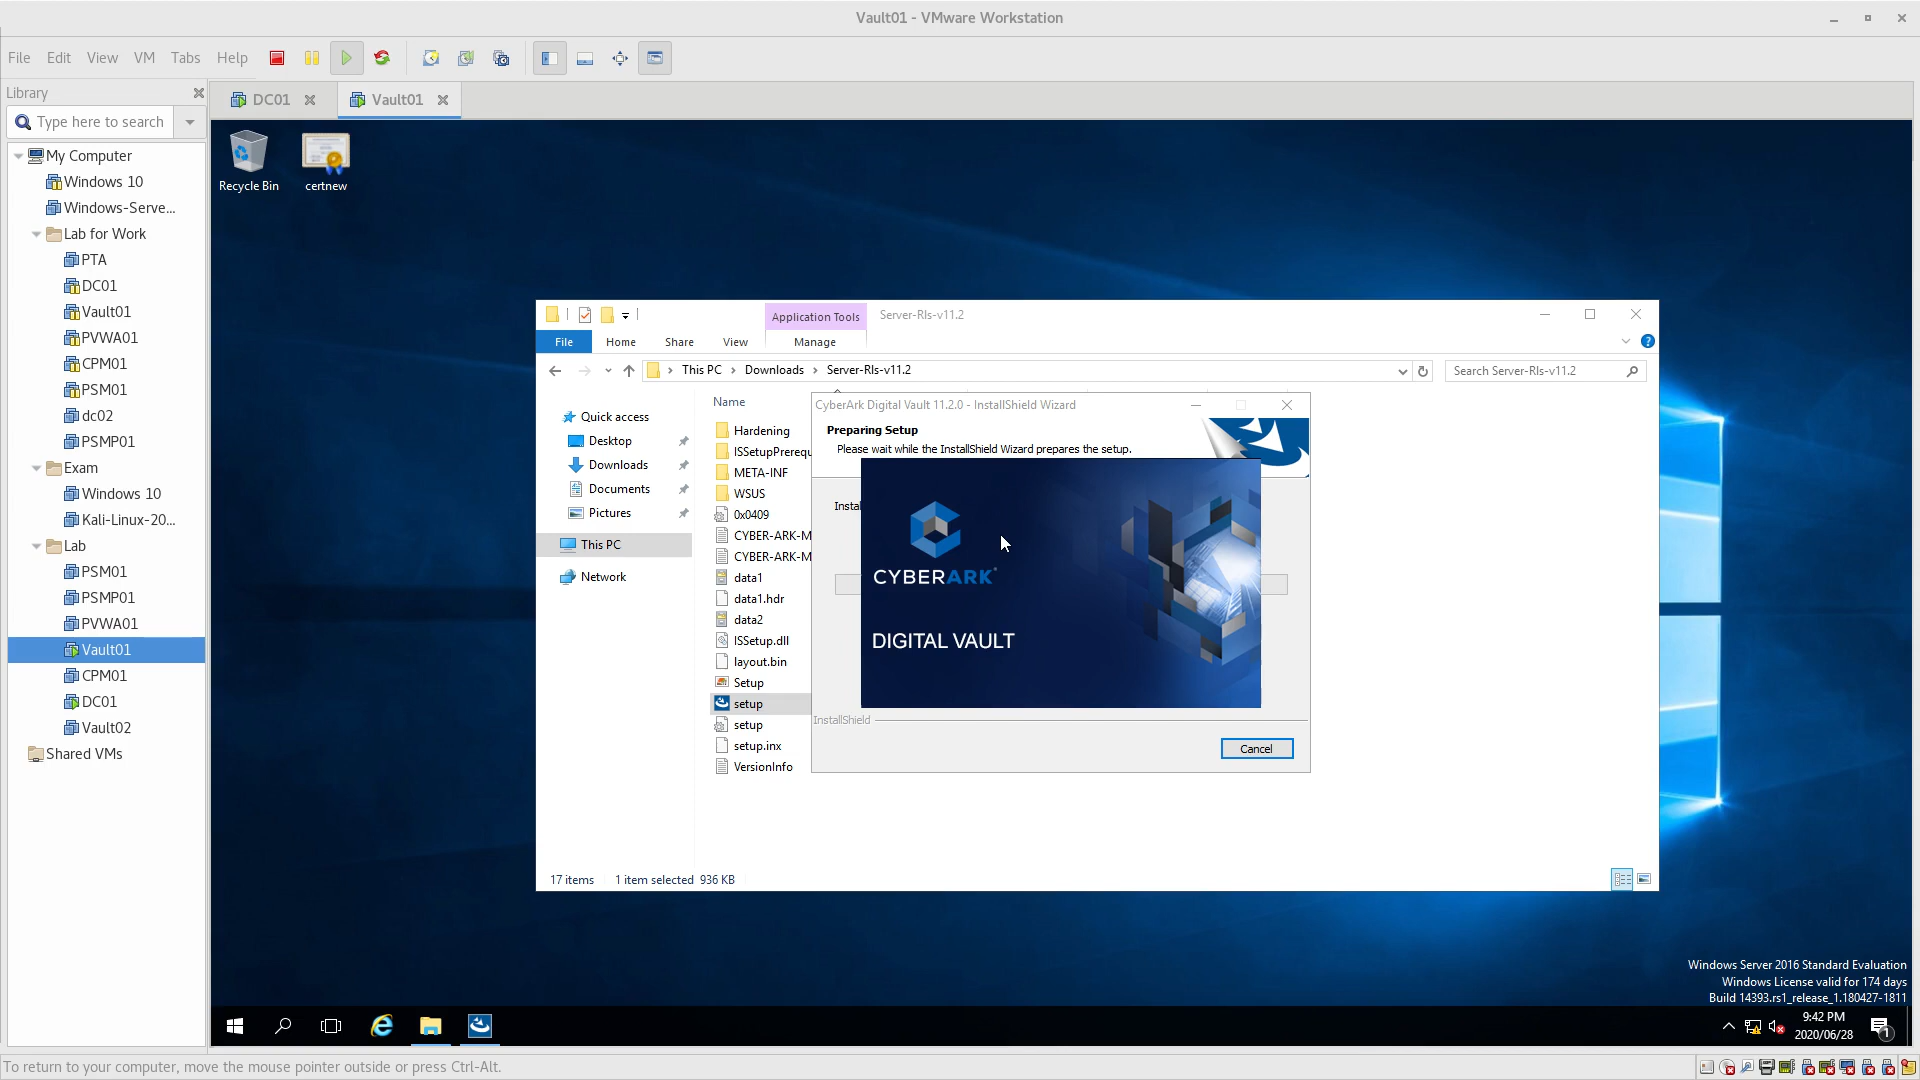 Vault01 - VMware Workstation
File Edit View VM Tabs Help
Library
Type here to search
My Computer
Windows 10
Windows-Serve...
Lab for Work
PTA
DC01
Vault01
PVWA01
CPM01
PSM01
dc02
PSMP01
Exam
Windows 10
Kali-Linux-20...
Lab
PSM01
PSMP01
PVWA01
Vault01
CPM01
DC01
Vault02
Shared VMs
DC01
Vault01
Recycle Bin
certnew
Application Tools
Server-Rls-v11.2
File Home Share View Manage
This PC Downloads Server-Rls-v11.2
Search Server-Rls-v11.2
Quick access
Desktop
Downloads
Documents
Pictures
This PC
Network
Name
Hardening
ISSetupPrerequ
META-INF
WSUS
0x0409
CYBER-ARK-M
CYBER-ARK-M
data1
data1.hdr
data2
ISSetup.dll
layout.bin
Setup
setup
setup
setup.inx
VersionInfo
CyberArk Digital Vault 11.2.0 - InstallShield Wizard
Preparing Setup
Please wait while the InstallShield Wizard prepares the setup.
Instal
CYBERARK
DIGITAL VAULT
InstallShield
Cancel
17 items 1 item selected 936 KB
Windows Server 2016 Standard Evaluation
Windows License valid for 174 days
Build 14393.rs1_release_1.180427-1811
9:42 PM
2020/06/28
1
To return to your computer, move the mouse pointer outside or press Ctrl-Alt.